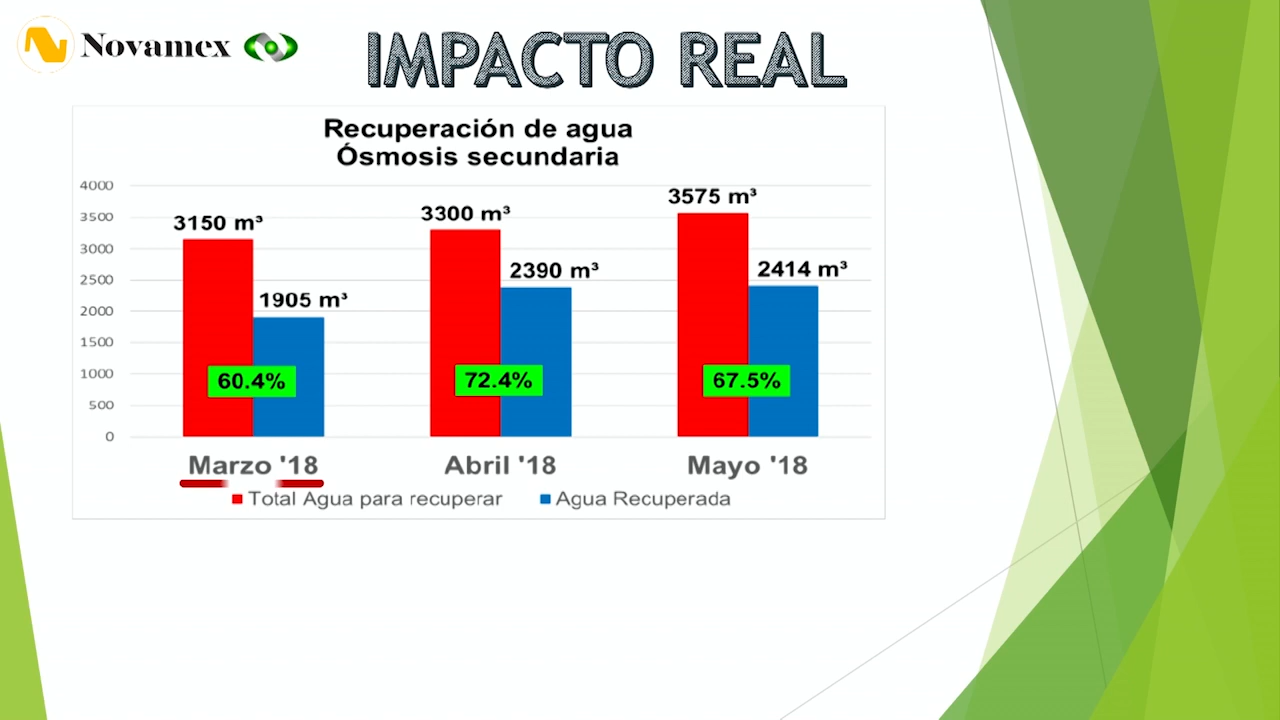 Novamex
IMPACTO REAL
Recuperación de agua
Ósmosis secundaria
4000
3500
3000
2500
2000
1500
1000
500
0
3150 m³
1905 m³
60.4%
3300 m³
2390 m³
72.4%
3575 m³
2414 m³
67.5%
Marzo '18
Abril '18
Mayo '18
Total Agua para recuperar
Agua Recuperada